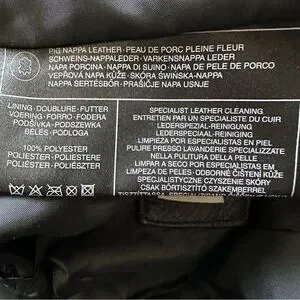 PIG NAPPA LEATHER • PEAU DE PORC PLEINE FLEUR
SCHWEINS-NAPPALEDER • VARKENSNAPPA LEDER
NAPA PORCINA • NAPPA DI SUINO • NAPA DE PELE DE PORCO
VEPŘOVÁ NAPA KŮŽE • SKÓRA ŚWIŃSKA-NAPPA
NAPPA SERTÉSBŐR • PRAŠIČJE NAPA USNJE
LINING • DOUBLURE • FUTTER
VOERING • FORRO • FODERA
PODŠÍVKA • PODSZEWKA
BÉLÉS • PODLOGA
100% POLYESTER
POLIESTER • POLIESTERE
POLIÉSTER • POLIÉSZTER
SPECIALIST LEATHER CLEANING
ENTRETIEN PAR UN SPECIALISTE DU CUIR
LEDERSPEZIAL-REINIGUNG
LEDERSPECIAAL-REINIGING
LIMPIEZA POR ESPECIALISTAS EN PIEL
PULIRE PRESSO LAVANDERIE SPECIALIZZATE
NELLA PULITURA DELLA PELLE
LIMPAR A SECO POR ESPECIALISTAS EM
LIMPEZA DE PELES • ODBORNÉ ČIŠTĚNÍ KŮŽE
SPECJALISTYCZNE CZYSZENIE SKÓRY
CSAK BŐRTISZTÍTÓ SZAKEMBERREL